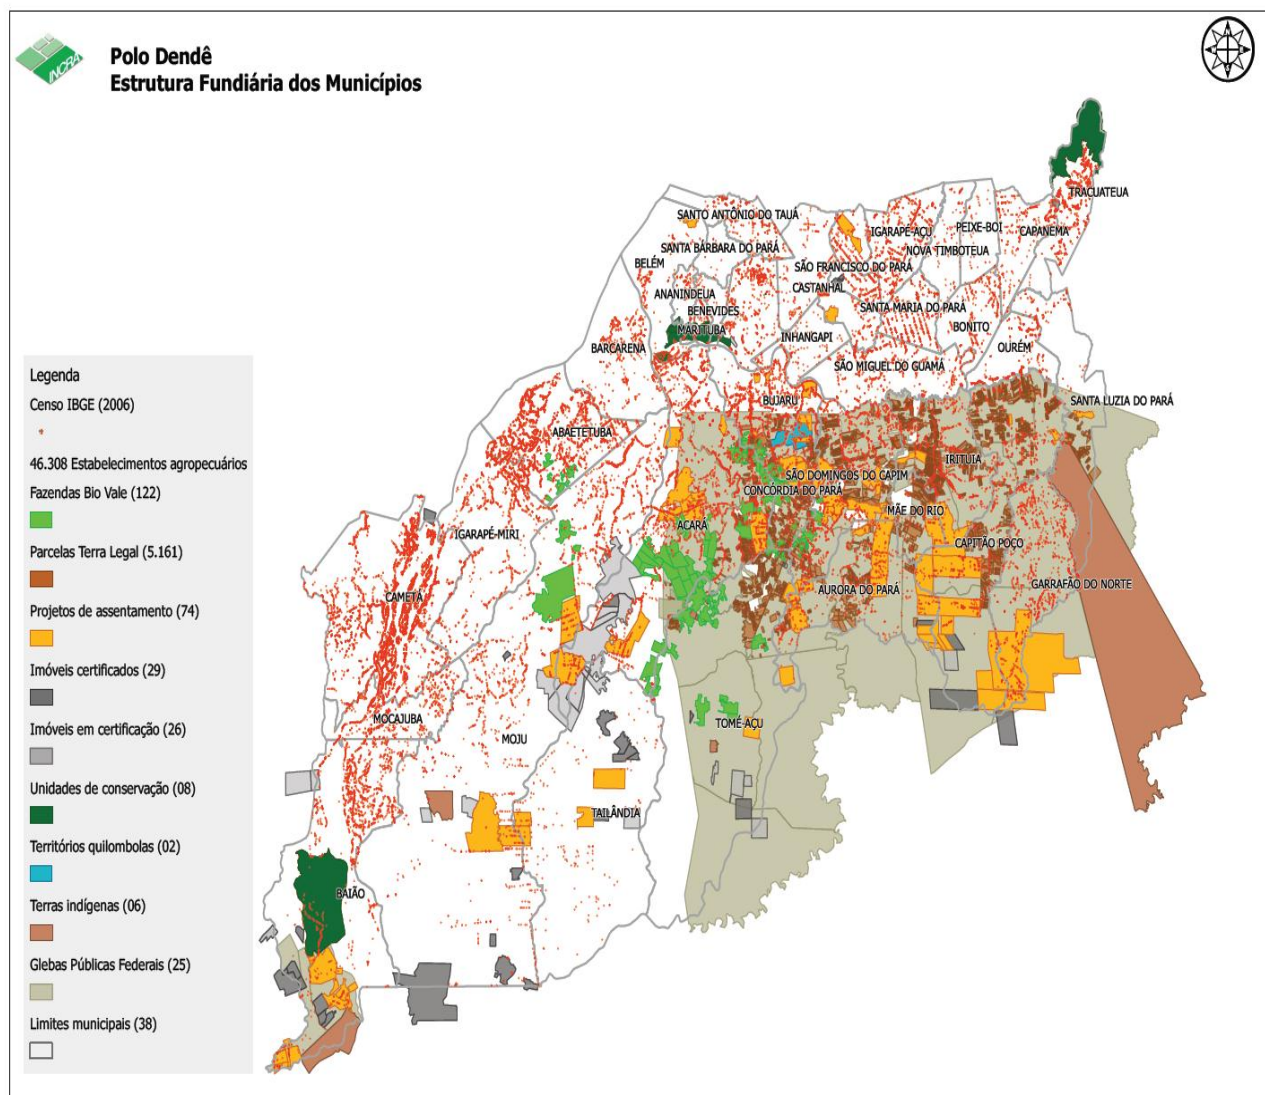 INCRA
Polo Dendê
Estrutura Fundiária dos Municípios
TRACUATEUA
SANTO ANTÔNIO DO TAUÁ
IGARAPÉ-AÇU
PEIXE-BOI
CAPANEMA
SANTA BÁRBARA DO PARÁ
NOVA TIMBOTEUA
BELÉM
SÃO FRANCISCO DO PARÁ
CASTANHAL
ANANINDEUA
BENEVIDES
SANTA MARIA DO PARÁ
MARITUBA
BONITO
INHANGAPI
BARCARENA
OURÉM
SÃO MIGUEL DO GUAMÁ
BUJARU
SANTA LUZIA DO PARÁ
ABAETETUBA
IRITUIA
SÃO DOMINGOS DO CAPIM
CONCÓRDIA DO PARÁ
MÃE DO RIO
ACARÁ
IGARAPÉ-MIRI
CAPITÃO POÇO
GARRAFÃO DO NORTE
AURORA DO PARÁ
CAMETÁ
MOCAJUBA
TOMÉ-AÇU
MOJU
TAILÂNDIA
BAIÃO
Legenda
Censo IBGE (2006)
46.308 Estabelecimentos agropecuários
Fazendas Bio Vale (122)
Parcelas Terra Legal (5.161)
Projetos de assentamento (74)
Imóveis certificados (29)
Imóveis em certificação (26)
Unidades de conservação (08)
Territórios quilombolas (02)
Terras indígenas (06)
Glebas Públicas Federais (25)
Limites municipais (38)